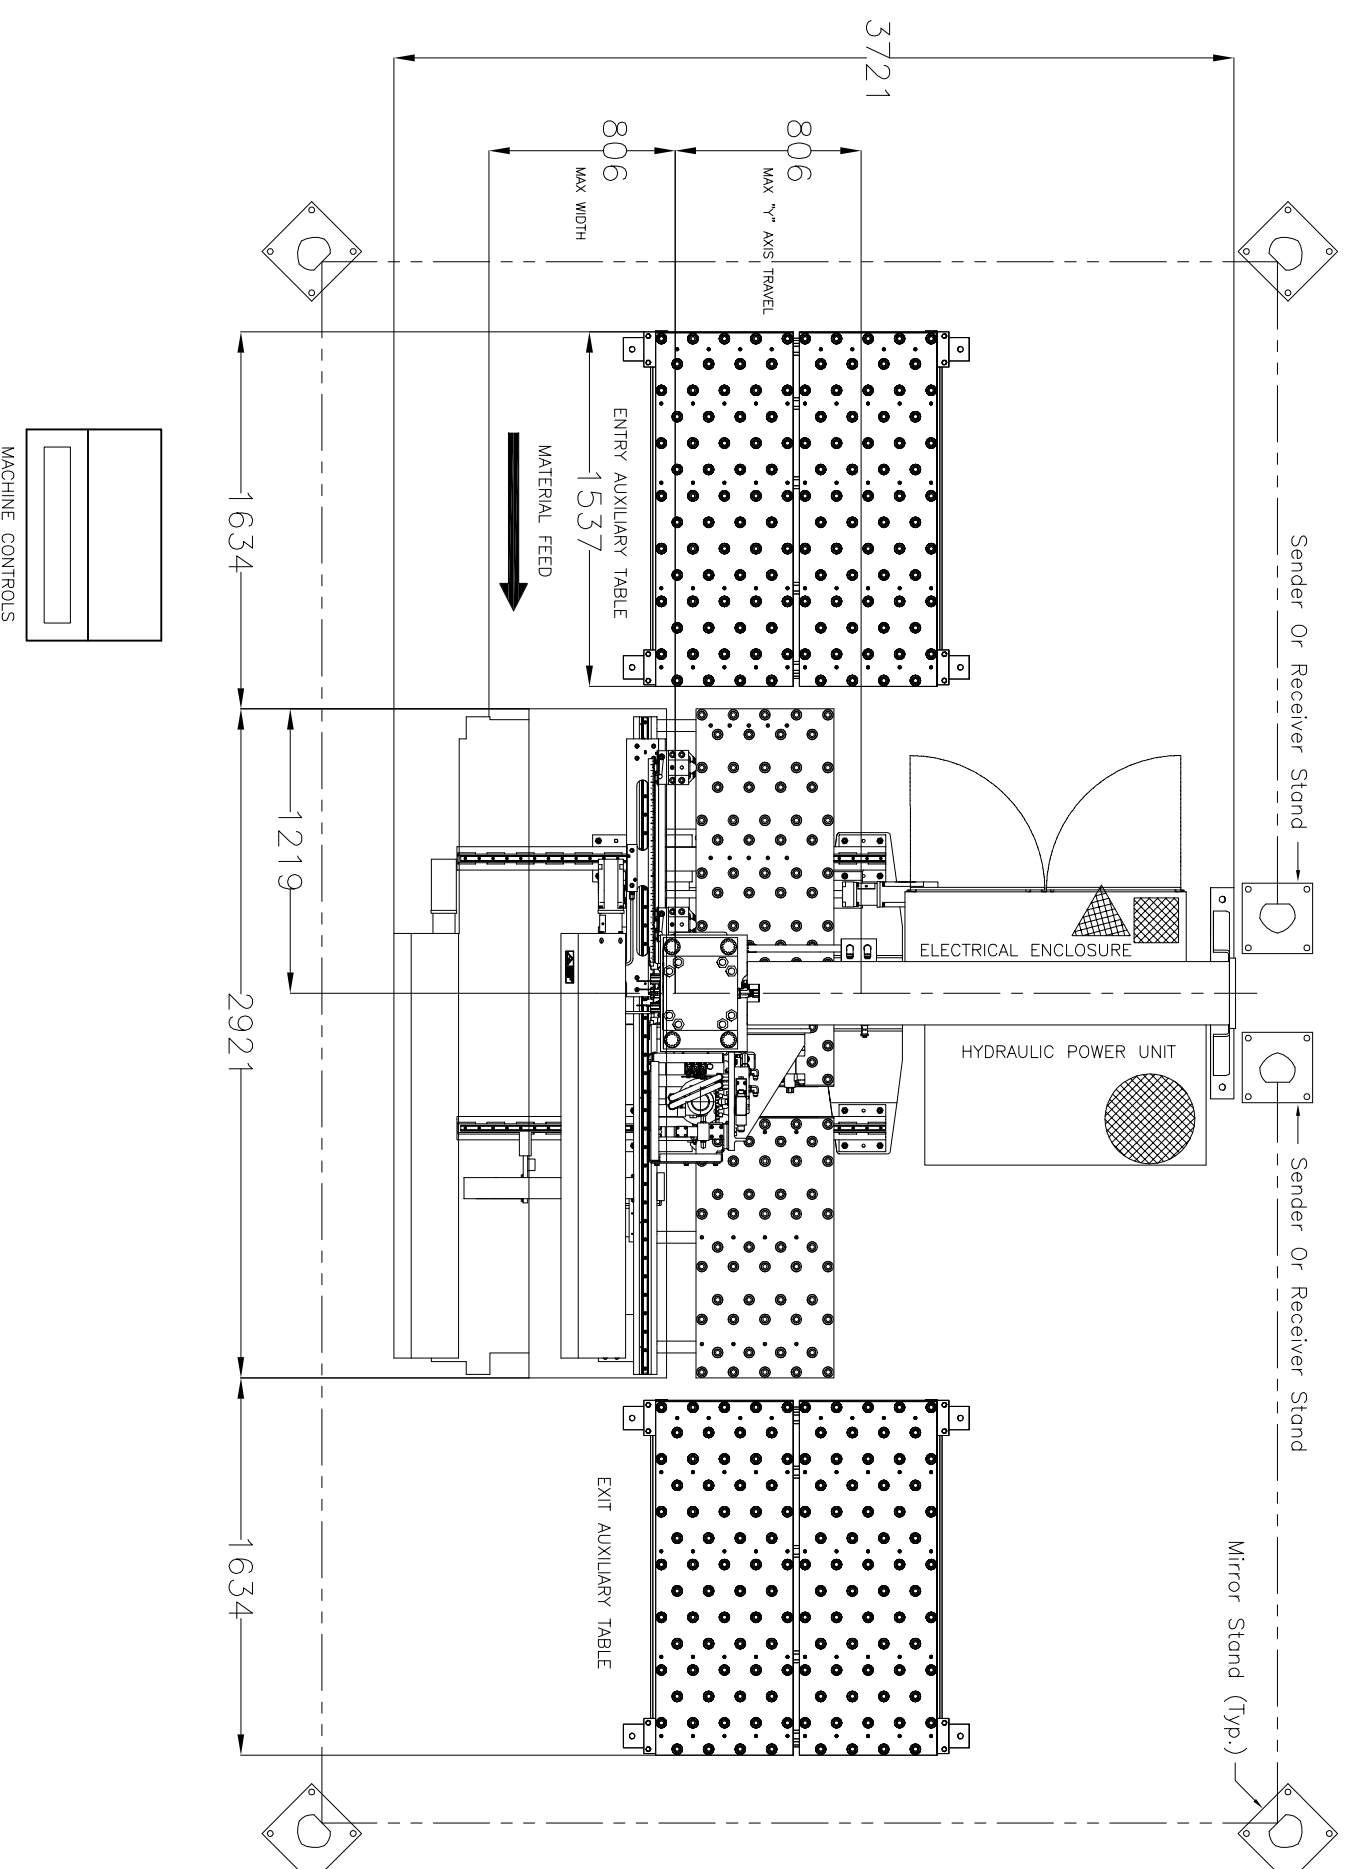 3721
806
MAX "Y" AXIS TRAVEL
806
MAX WIDTH
Sender Or Receiver Stand
ENTRY AUXILIARY TABLE
1537
MATERIAL FEED
1634
MACHINE CONTROLS
ELECTRICAL ENCLOSURE
HYDRAULIC POWER UNIT
1219
2921
Sender Or Receiver Stand
EXIT AUXILIARY TABLE
1634
Mirror Stand (Typ.)